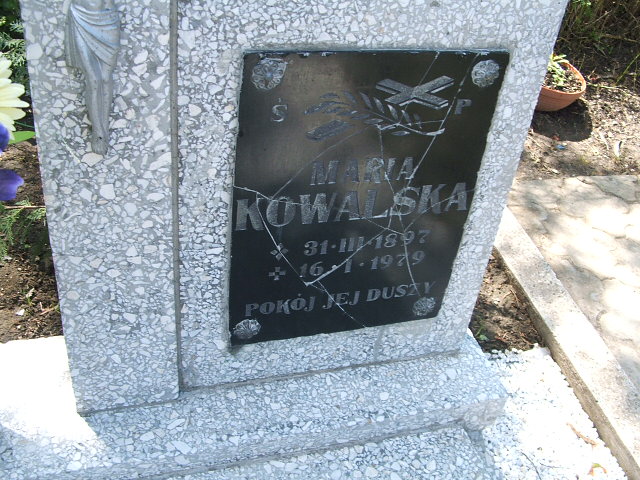 Ś P
MARIA
KOWALSKA
31·III·1897
16·I·1979
POKÓJ JEJ DUSZY